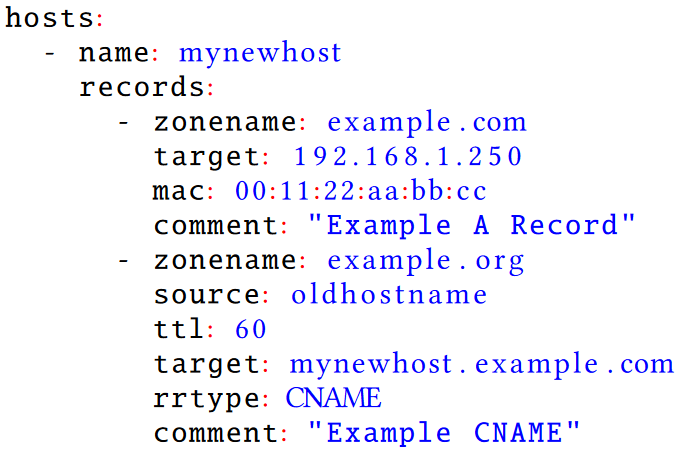 hosts:
  - name: mynewhost
    records:
      - zonename: example.com
        target: 192.168.1.250
        mac: 00:11:22:aa:bb:cc
        comment: "Example A Record"
      - zonename: example.org
        source: oldhostname
        ttl: 60
        target: mynewhost.example.com
        rrtype: CNAME
        comment: "Example CNAME"